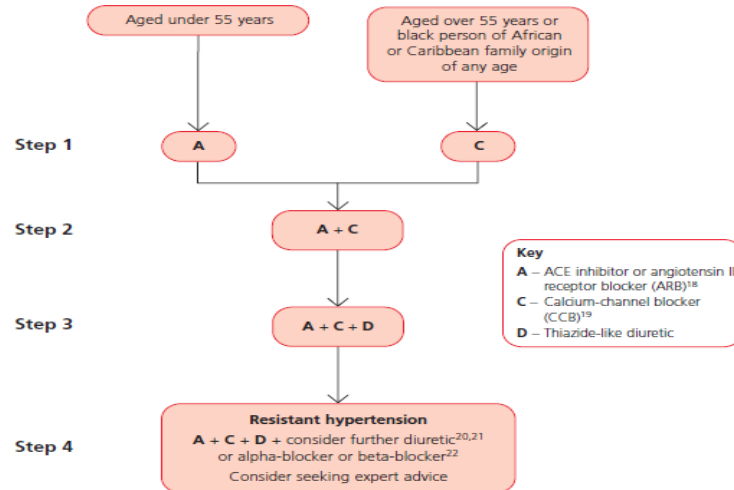 Aged under 55 years
Aged over 55 years or
black person of African
or Caribbean family origin
of any age
Step 1
A
C
Step 2
A + C
Key
A – ACE inhibitor or angiotensin II
receptor blocker (ARB)¹⁸
C – Calcium-channel blocker
(CCB)¹⁹
D – Thiazide-like diuretic
Step 3
A + C + D
Step 4
Resistant hypertension
A + C + D + consider further diuretic²⁰,²¹
or alpha-blocker or beta-blocker²²
Consider seeking expert advice